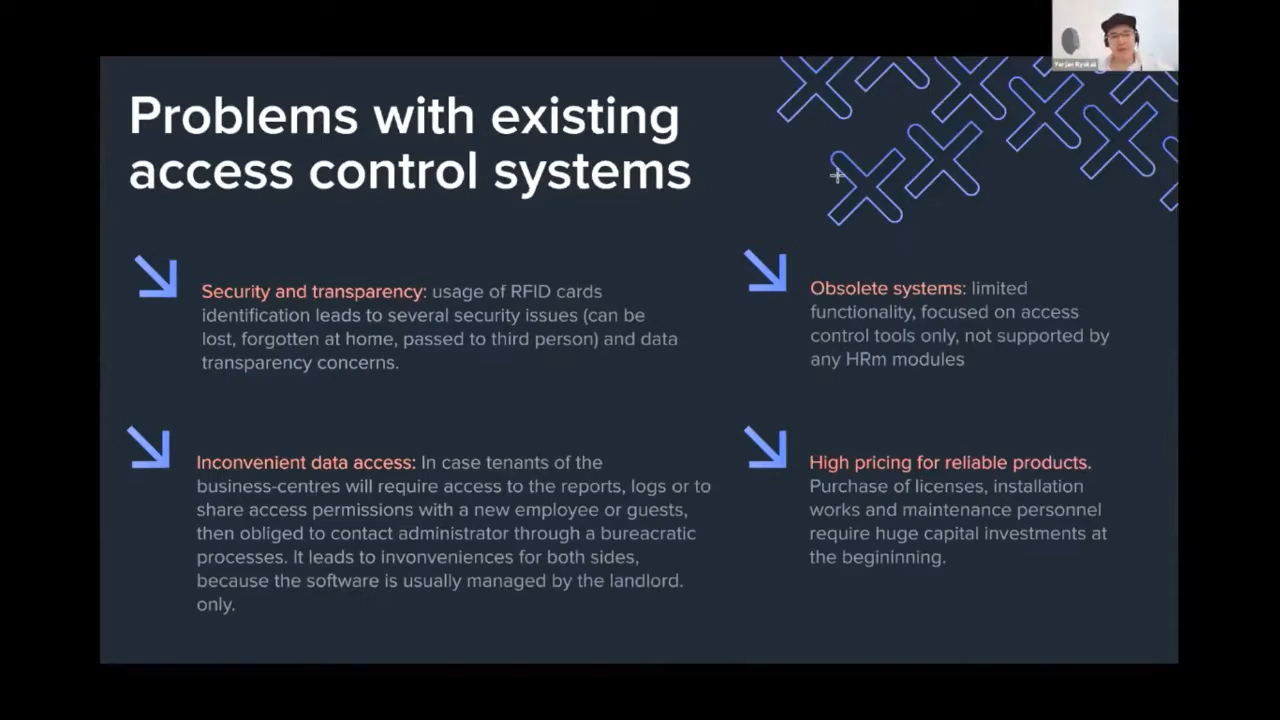 Problems with existing
access control systems
Security and transparency: usage of RFID cards
identification leads to several security issues (can be
lost, forgotten at home, passed to third person) and data
transparency concerns.
Obsolete systems: limited
functionality, focused on access
control tools only, not supported by
any HRm modules
Inconvenient data access: In case tenants of the
business-centres will require access to the reports, logs or to
share access permissions with a new employee or guests,
then obliged to contact administrator through a bureacratic
processes. It leads to invonveniences for both sides,
because the software is usually managed by the landlord.
only.
High pricing for reliable products.
Purchase of licenses, installation
works and maintenance personnel
require huge capital investments at
the begininning.